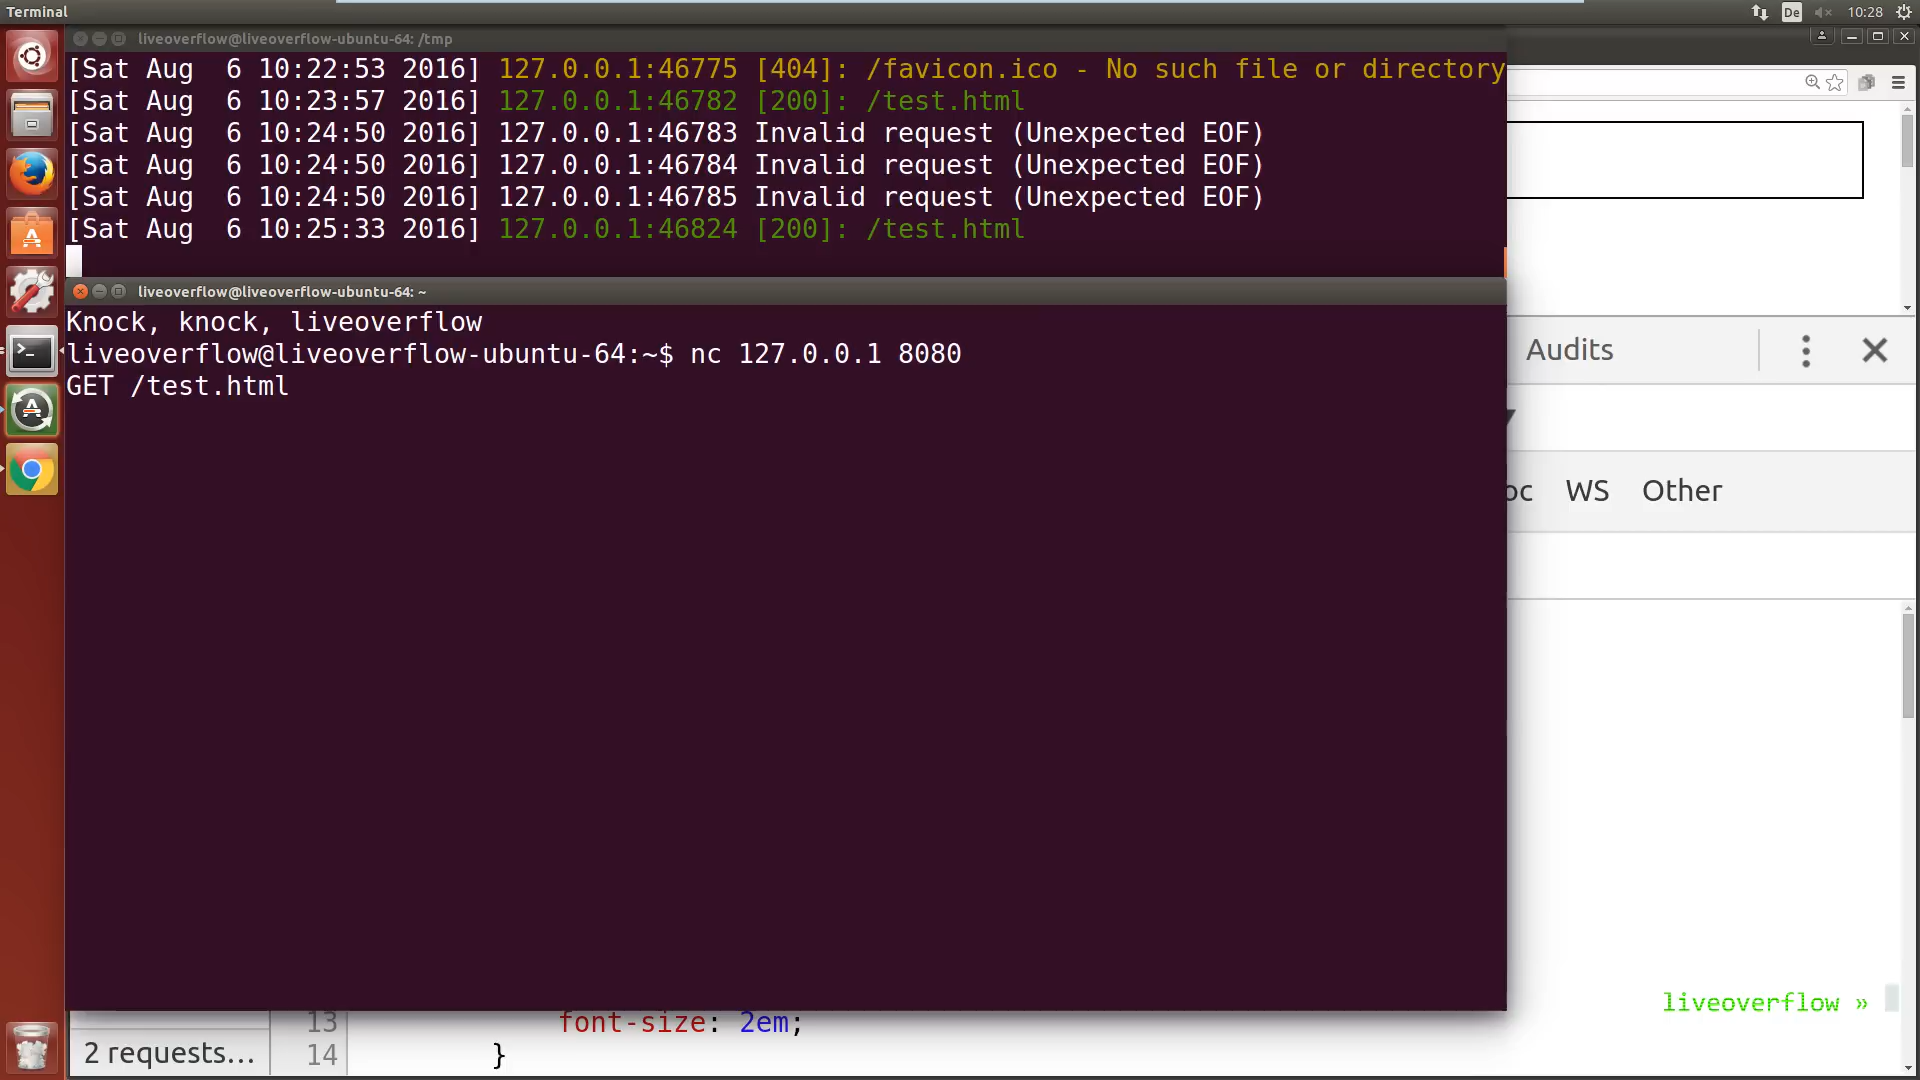 Terminal
De
10:28
liveoverflow@liveoverflow-ubuntu-64: /tmp
[Sat Aug  6 10:22:53 2016] 127.0.0.1:46775 [404]: /favicon.ico - No such file or directory
[Sat Aug  6 10:23:57 2016] 127.0.0.1:46782 [200]: /test.html
[Sat Aug  6 10:24:50 2016] 127.0.0.1:46783 Invalid request (Unexpected EOF)
[Sat Aug  6 10:24:50 2016] 127.0.0.1:46784 Invalid request (Unexpected EOF)
[Sat Aug  6 10:24:50 2016] 127.0.0.1:46785 Invalid request (Unexpected EOF)
[Sat Aug  6 10:25:33 2016] 127.0.0.1:46824 [200]: /test.html
liveoverflow@liveoverflow-ubuntu-64: ~
Knock, knock, liveoverflow
liveoverflow@liveoverflow-ubuntu-64:~$ nc 127.0.0.1 8080
GET /test.html
Audits
WS Other
liveoverflow »
13 font-size: 2em;
2 requests... 14 }